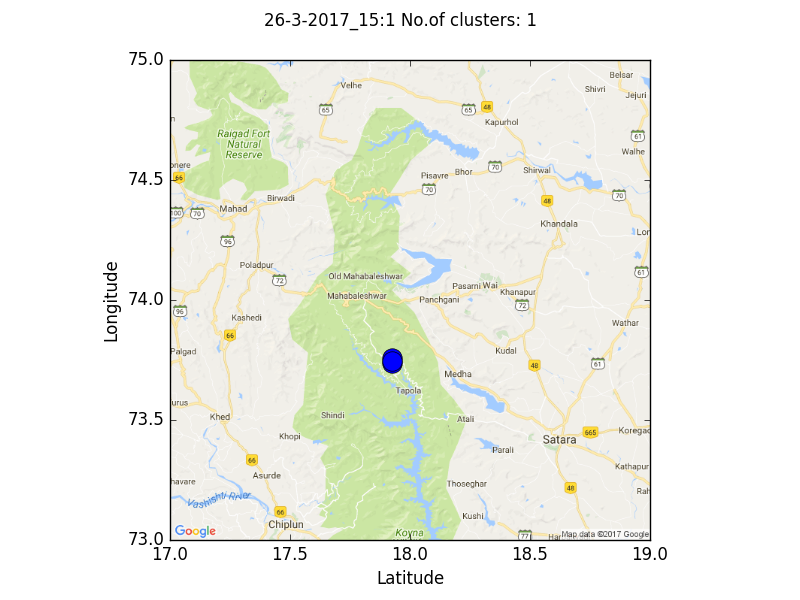 26-3-2017_15:1 No.of clusters: 1
75.0
74.5
74.0
73.5
73.0
Longitude
17.0
17.5
18.0
18.5
19.0
Latitude
Velhe
Belsar
Shivri
Jejuri
65
65
48
Kapurhol
Raigad Fort
Natural
Reserve
61
Walhe
onere
66
Pisavre
Bhor
70
Shirwal
70
70
Birwadi
48
100
70
Mahad
Khandala
96
Lor
Poladpur
72
Old Mahabaleshwar
61
Mahabaleshwar
Pasarni
Wai
Khanapur
Panchgani
72
96
Kashedi
Wathar
66
Palgad
Kudal
48
61
Medha
Tapola
urus
Khed
Shindi
Atali
665
Koregao
Khopi
Satara
Parali
66
Kathapur
Asurde
havare
Thoseghar
48
Rah
Vashishti River
66
Chiplun
Kushi
Google
Koyna
77
Har
Map data ©2017 Google